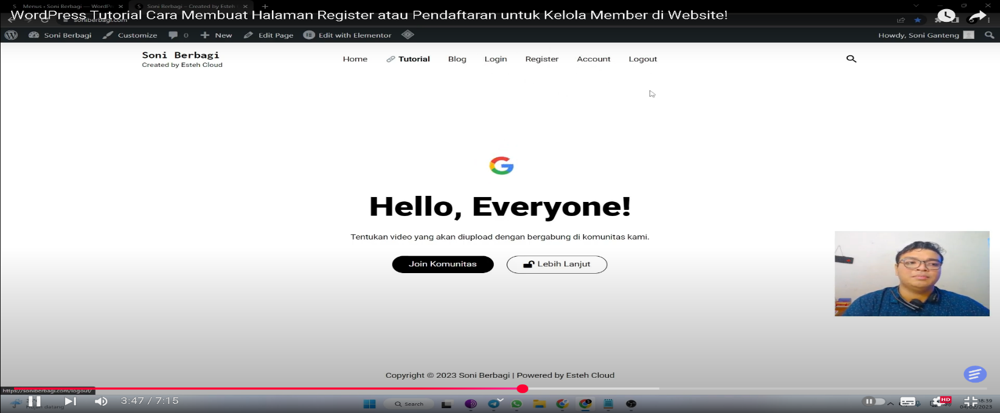 Menus ‹ Soni Berbagi — WordPr
Soni Berbagi – Created by Esteh
WordPress Tutorial Cara Membuat Halaman Register atau Pendaftaran untuk Kelola Member di Website!
soniberbagi.com
Soni Berbagi Customize 0 New Edit Page Edit with Elementor Howdy, Soni Ganteng
Soni Berbagi
Created by Esteh Cloud
Home Tutorial Blog Login Register Account Logout
Hello, Everyone!
Tentukan video yang akan diupload dengan bergabung di komunitas kami.
Join Komunitas Lebih Lanjut
Copyright © 2023 Soni Berbagi | Powered by Esteh Cloud
https://soniberbagi.com/logout/
3:47 / 7:15
Search
HD
18:39
Hujan datang
04/02/2023